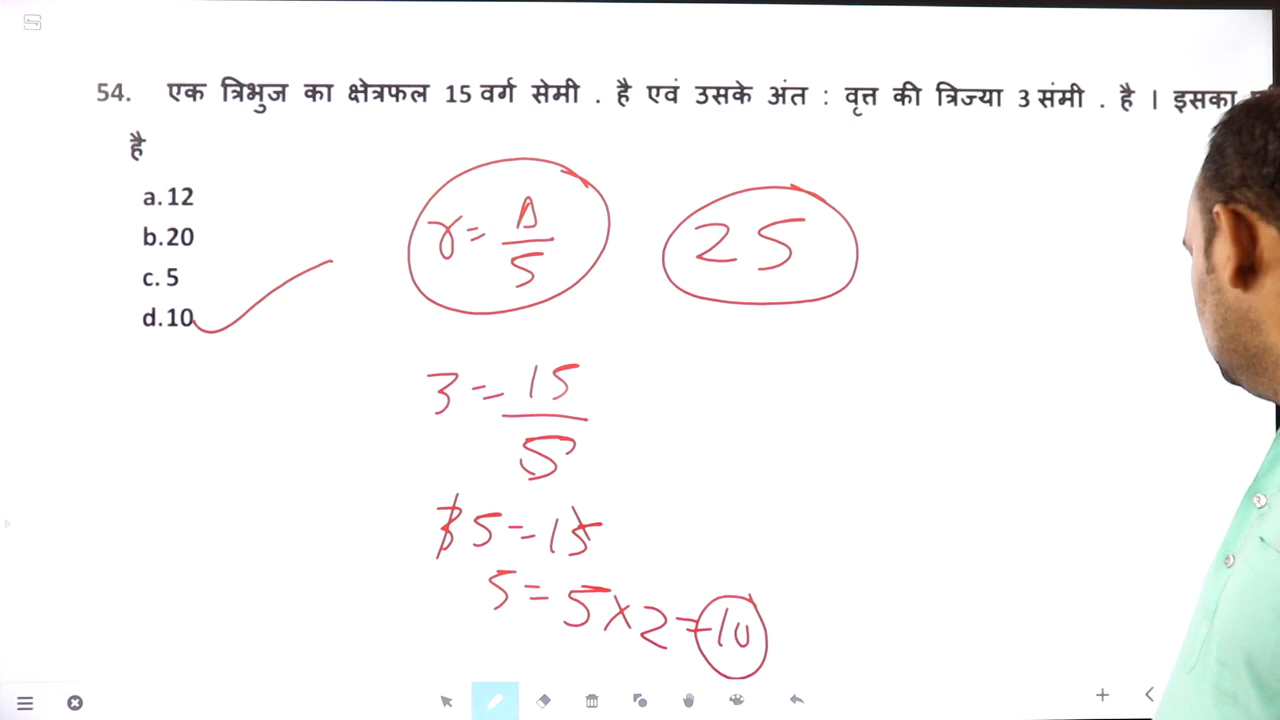 54. एक त्रिभुज का क्षेत्रफल 15 वर्ग सेमी . है एवं उसके अंत : वृत्त की त्रिज्या 3 संमी . है । इसका
है
a. 12
b. 20
c. 5
d. 10
r = Δ/S
2S
3 = 15/S
3S = 15
S = 5 × 2 = 10